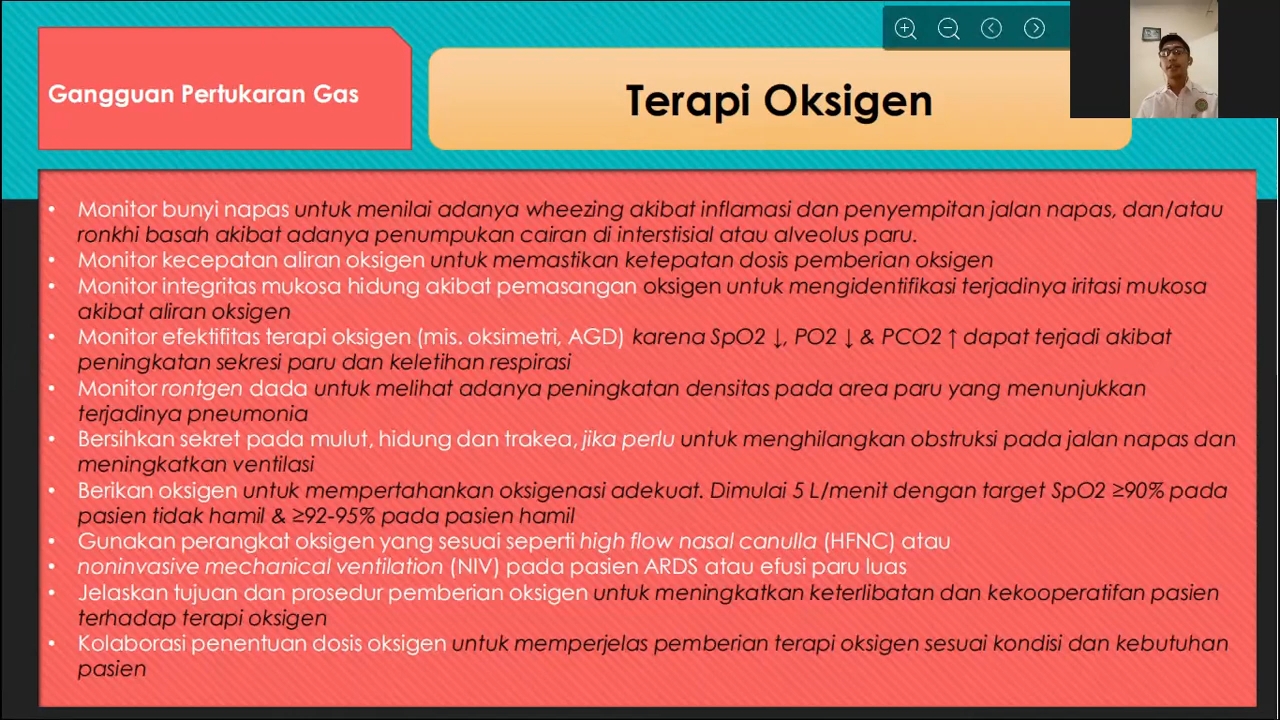 Gangguan Pertukaran Gas
Terapi Oksigen
• Monitor bunyi napas untuk menilai adanya wheezing akibat inflamasi dan penyempitan jalan napas, dan/atau
ronkhi basah akibat adanya penumpukan cairan di interstisial atau alveolus paru.
• Monitor kecepatan aliran oksigen untuk memastikan ketepatan dosis pemberian oksigen
• Monitor integritas mukosa hidung akibat pemasangan oksigen untuk mengidentifikasi terjadinya iritasi mukosa
akibat aliran oksigen
• Monitor efektifitas terapi oksigen (mis. oksimetri, AGD) karena SpO2 ↓, PO2 ↓ & PCO2 ↑ dapat terjadi akibat
peningkatan sekresi paru dan keletihan respirasi
• Monitor rontgen dada untuk melihat adanya peningkatan densitas pada area paru yang menunjukkan
terjadinya pneumonia
• Bersihkan sekret pada mulut, hidung dan trakea, jika perlu untuk menghilangkan obstruksi pada jalan napas dan
meningkatkan ventilasi
• Berikan oksigen untuk mempertahankan oksigenasi adekuat. Dimulai 5 L/menit dengan target SpO2 ≥90% pada
pasien tidak hamil & ≥92-95% pada pasien hamil
• Gunakan perangkat oksigen yang sesuai seperti high flow nasal canulla (HFNC) atau
• noninvasive mechanical ventilation (NIV) pada pasien ARDS atau efusi paru luas
• Jelaskan tujuan dan prosedur pemberian oksigen untuk meningkatkan keterlibatan dan kekooperatifan pasien
terhadap terapi oksigen
• Kolaborasi penentuan dosis oksigen untuk memperjelas pemberian terapi oksigen sesuai kondisi dan kebutuhan
pasien